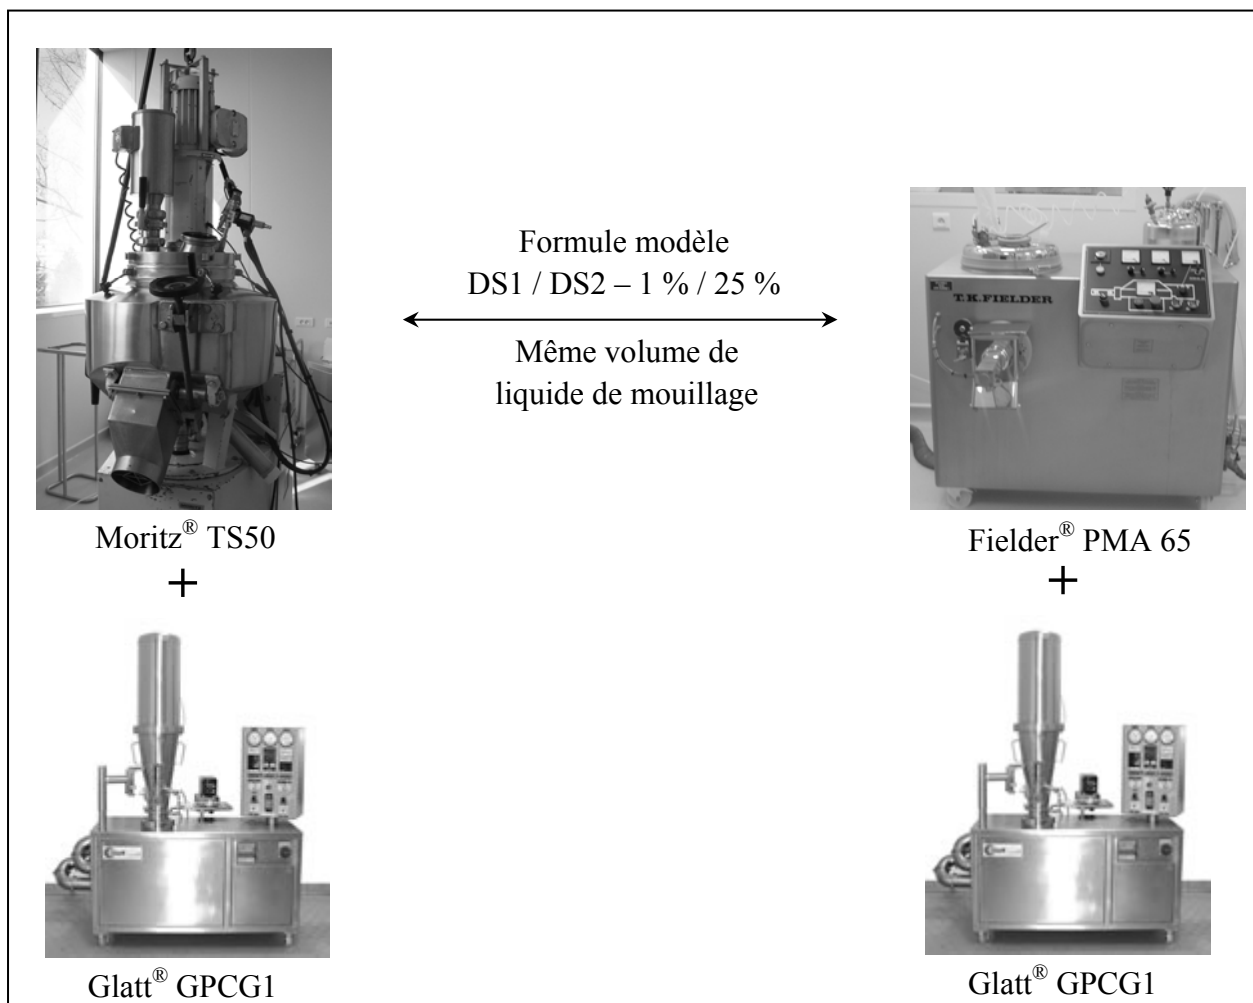 Formule modèle
DS1 / DS2 – 1 % / 25 %
Même volume de
liquide de mouillage
T.K.FIELDER
Moritz® TS50
Fielder® PMA 65
+
+
Glatt® GPCG1
Glatt® GPCG1